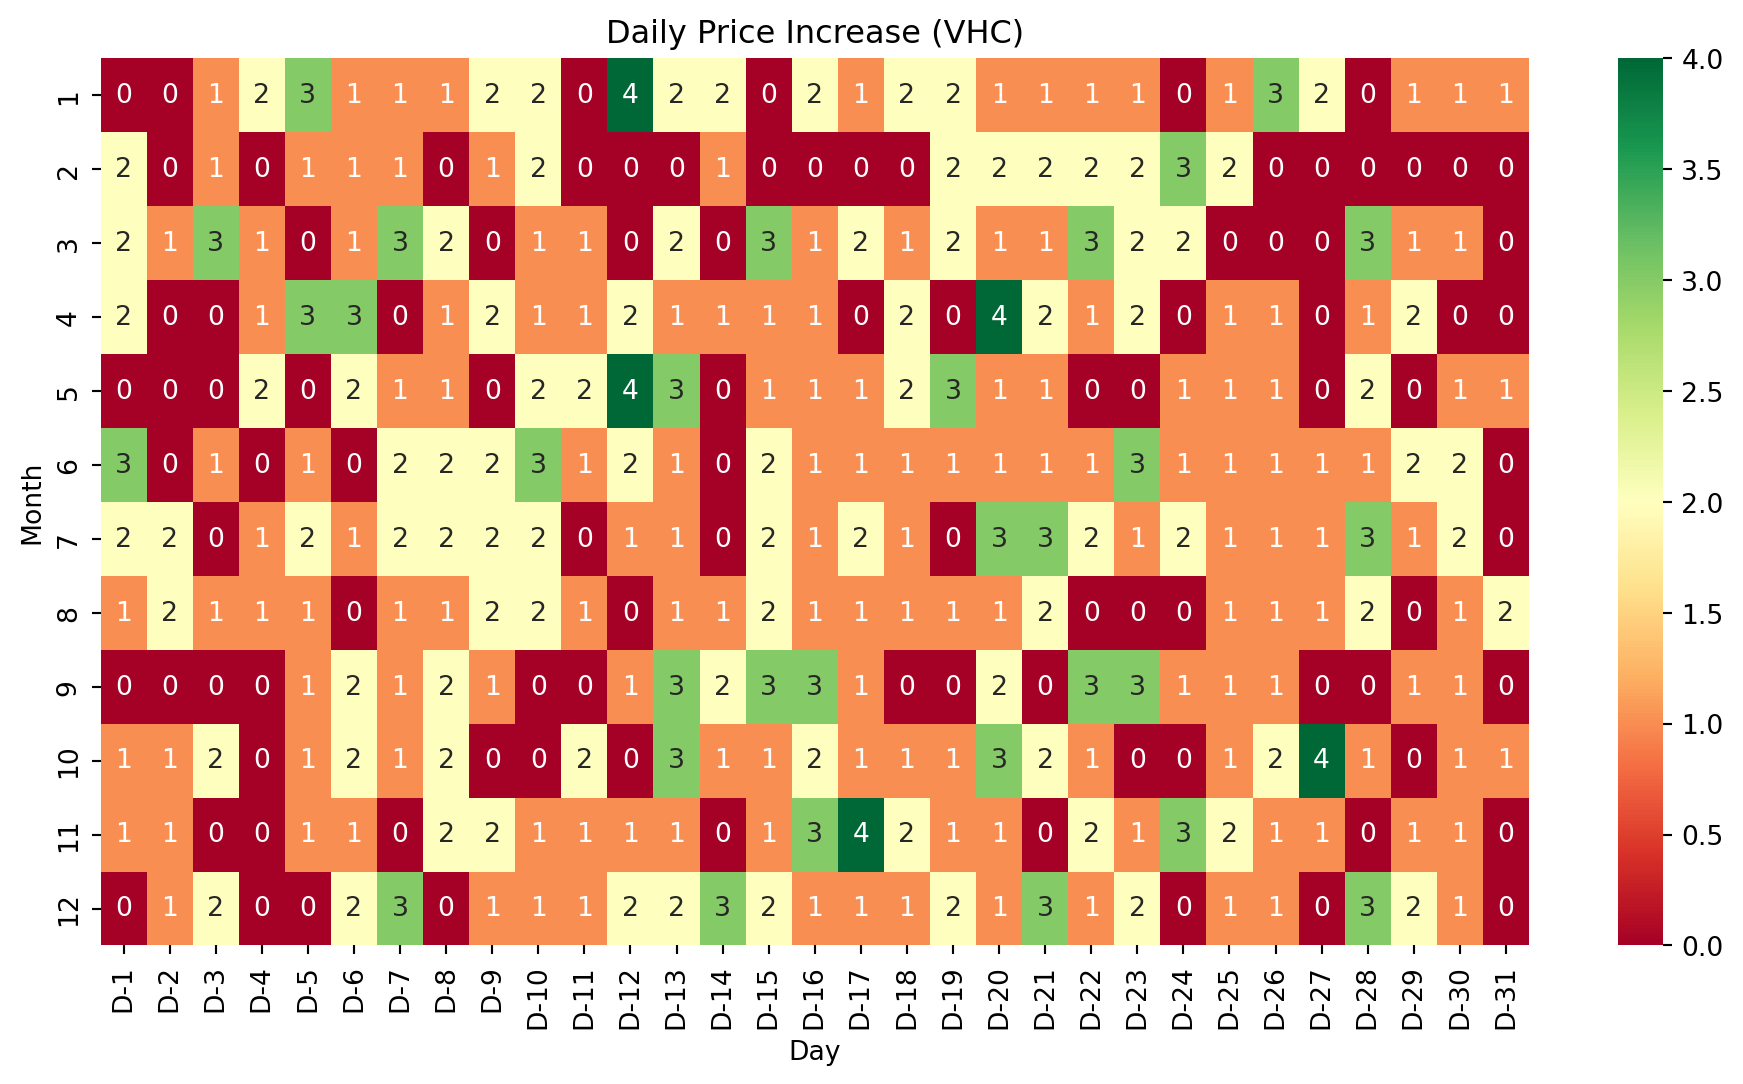 Daily Price Increase (VHC)
1 0 0 1 2 3 1 1 1 2 2 0 4 2 2 0 2 1 2 2 1 1 1 1 0 1 3 2 0 1 1 1
2 2 0 1 0 1 1 1 0 1 2 0 0 0 1 0 0 0 0 2 2 2 2 2 3 2 0 0 0 0 0 0
3 2 1 3 1 0 1 3 2 0 1 1 0 2 0 3 1 2 1 2 1 1 3 2 2 0 0 0 3 1 1 0
4 2 0 0 1 3 3 0 1 2 1 1 2 1 1 1 1 0 2 0 4 2 1 2 0 1 1 0 1 2 0 0
5 0 0 0 2 0 2 1 1 0 2 2 4 3 0 1 1 1 2 3 1 1 0 0 1 1 1 0 2 0 1 1
6 3 0 1 0 1 0 2 2 2 3 1 2 1 0 2 1 1 1 1 1 1 1 3 1 1 1 1 1 2 2 0
7 2 2 0 1 2 1 2 2 2 2 0 1 1 0 2 1 2 1 0 3 3 2 1 2 1 1 1 3 1 2 0
8 1 2 1 1 1 0 1 1 2 2 1 0 1 1 2 1 1 1 1 1 2 0 0 0 1 1 1 2 0 1 2
9 0 0 0 0 1 2 1 2 1 0 0 1 3 2 3 3 1 0 0 2 0 3 3 1 1 1 0 0 1 1 0
10 1 1 2 0 1 2 1 2 0 0 2 0 3 1 1 2 1 1 1 3 2 1 0 0 1 2 4 1 0 1 1
11 1 1 0 0 1 1 0 2 2 1 1 1 1 0 1 3 4 2 1 1 0 2 1 3 2 1 1 0 1 1 0
12 0 1 2 0 0 2 3 0 1 1 1 2 2 3 2 1 1 1 2 1 3 1 2 0 1 1 0 3 2 1 0
Month
D-1 D-2 D-3 D-4 D-5 D-6 D-7 D-8 D-9 D-10 D-11 D-12 D-13 D-14 D-15 D-16 D-17 D-18 D-19 D-20 D-21 D-22 D-23 D-24 D-25 D-26 D-27 D-28 D-29 D-30 D-31
Day
4.0
3.5
3.0
2.5
2.0
1.5
1.0
0.5
0.0